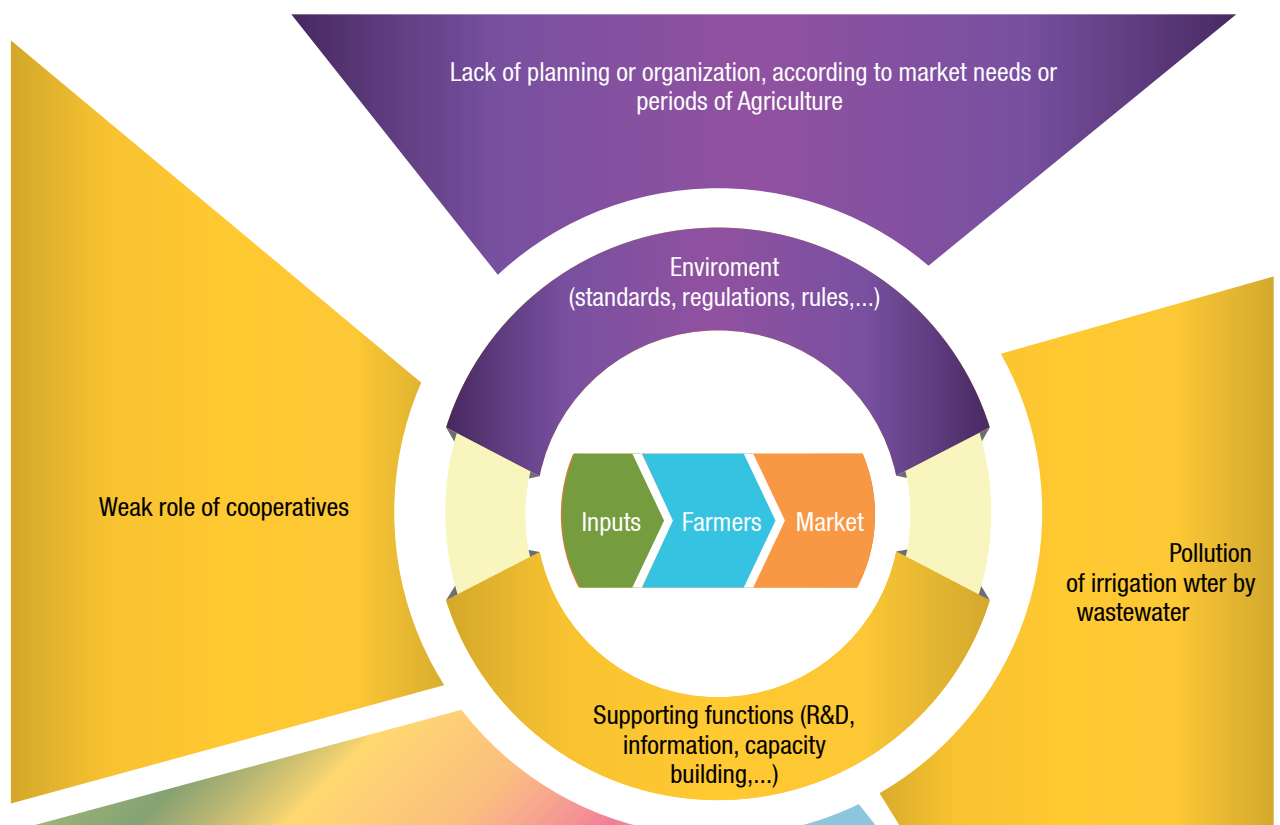 Lack of planning or organization, according to market needs or
periods of Agriculture
Enviroment
(standards, regulations, rules,...)
Weak role of cooperatives
Inputs
Farmers
Market
Pollution
of irrigation wter by
wastewater
Supporting functions (R&D,
information, capacity
building,...)